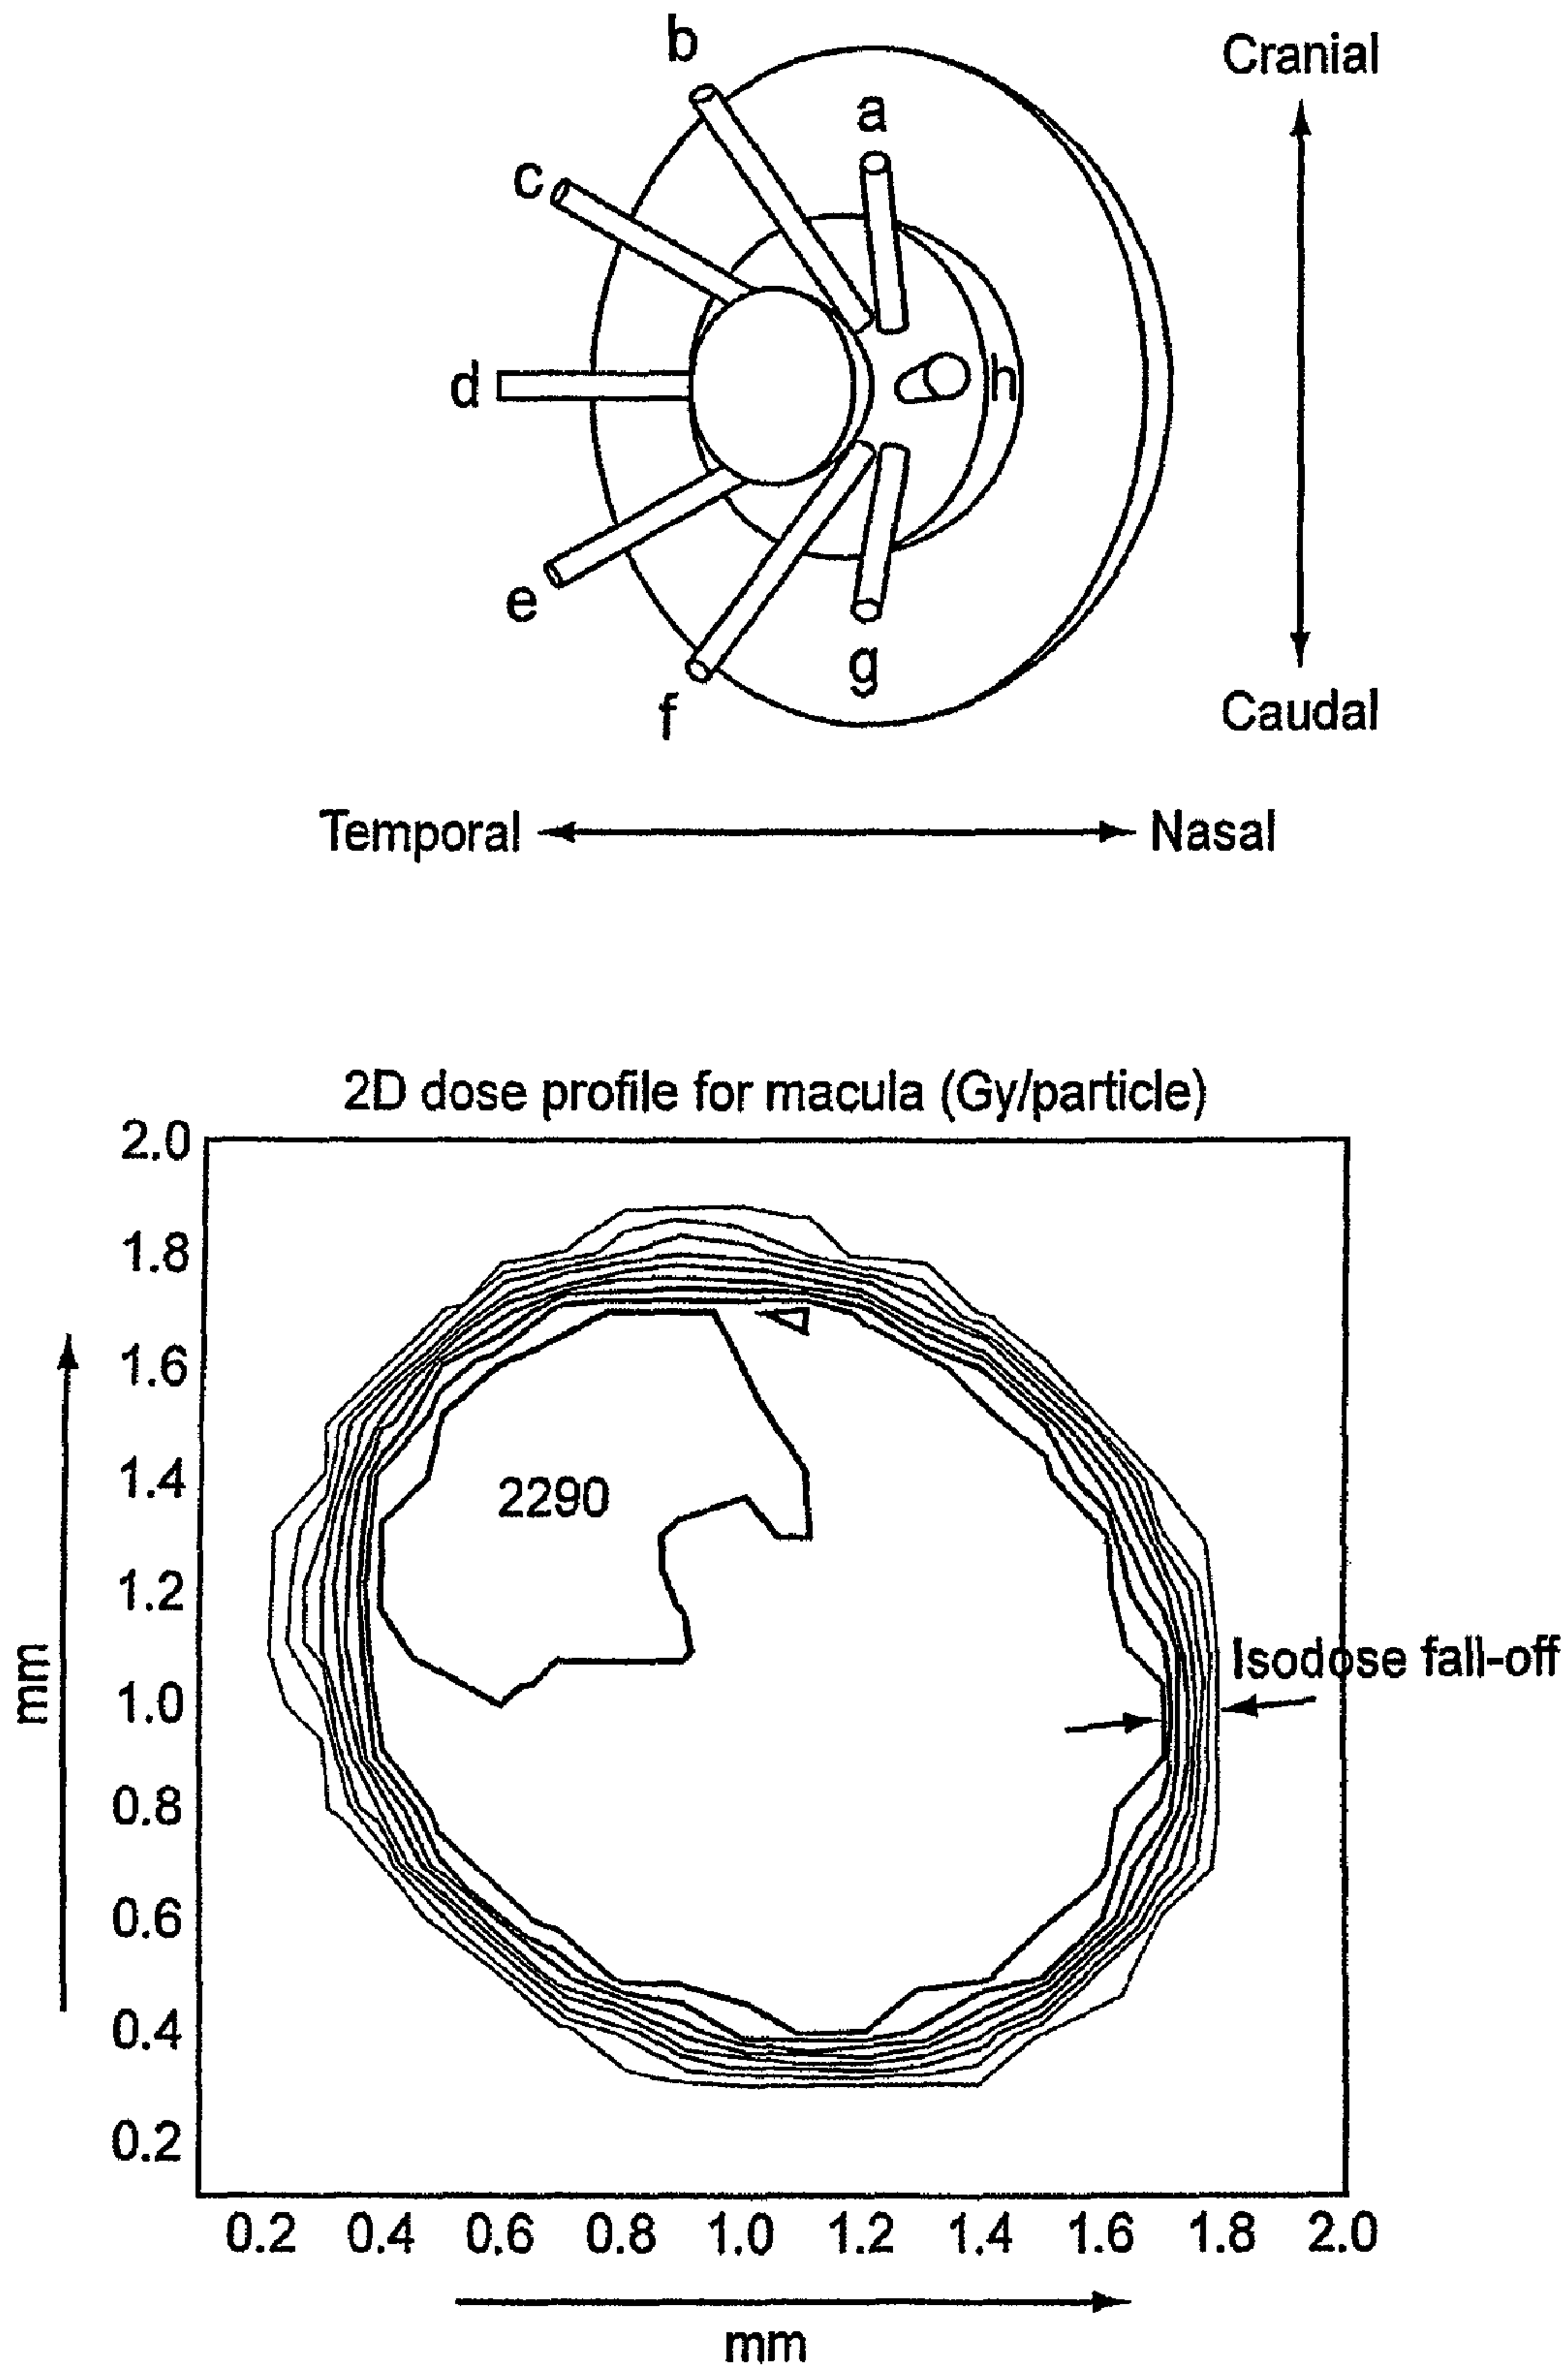 b
Cranial
a
c
d
h
e
g
f
Caudal
Temporal
Nasal
2D dose profile for macula (Gy/particle)
2.0
1.8
1.6
1.4
2290
1.2
Isodose fall-off
1.0
mm
0.8
0.6
0.4
0.2
0.2 0.4 0.6 0.8 1.0 1.2 1.4 1.6 1.8 2.0
mm